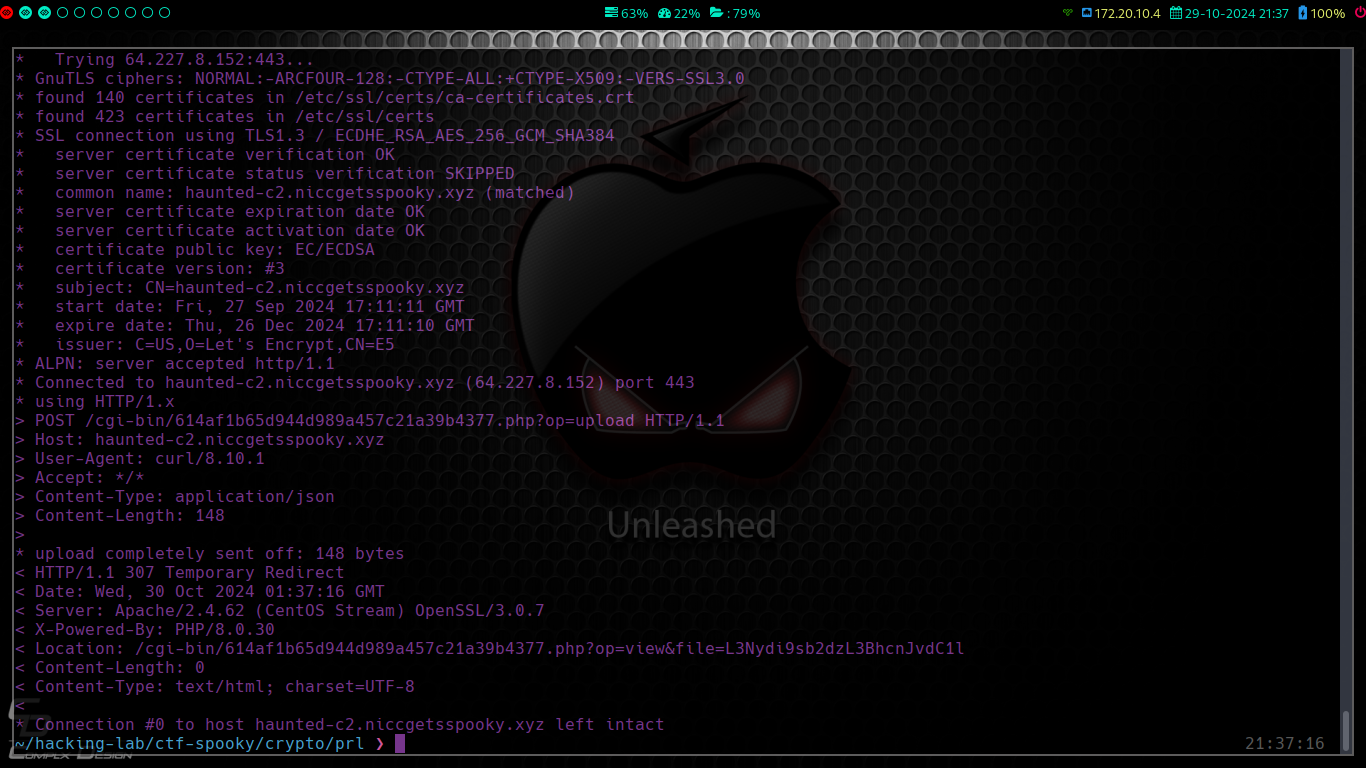 63% 22% : 79% 172.20.10.4 29-10-2024 21:37 100%
* Trying 64.227.8.152:443...
* GnuTLS ciphers: NORMAL:-ARCFOUR-128:-CTYPE-ALL:+CTYPE-X509:-VERS-SSL3.0
* found 140 certificates in /etc/ssl/certs/ca-certificates.crt
* found 423 certificates in /etc/ssl/certs
* SSL connection using TLS1.3 / ECDHE_RSA_AES_256_GCM_SHA384
* server certificate verification OK
* server certificate status verification SKIPPED
* common name: haunted-c2.niccgetsspooky.xyz (matched)
* server certificate expiration date OK
* server certificate activation date OK
* certificate public key: EC/ECDSA
* certificate version: #3
* subject: CN=haunted-c2.niccgetsspooky.xyz
* start date: Fri, 27 Sep 2024 17:11:11 GMT
* expire date: Thu, 26 Dec 2024 17:11:10 GMT
* issuer: C=US,O=Let's Encrypt,CN=E5
* ALPN: server accepted http/1.1
* Connected to haunted-c2.niccgetsspooky.xyz (64.227.8.152) port 443
* using HTTP/1.x
> POST /cgi-bin/614af1b65d944d989a457c21a39b4377.php?op=upload HTTP/1.1
> Host: haunted-c2.niccgetsspooky.xyz
> User-Agent: curl/8.10.1
> Accept: */*
> Content-Type: application/json
> Content-Length: 148
>
Unleashed
* upload completely sent off: 148 bytes
< HTTP/1.1 307 Temporary Redirect
< Date: Wed, 30 Oct 2024 01:37:16 GMT
< Server: Apache/2.4.62 (CentOS Stream) OpenSSL/3.0.7
< X-Powered-By: PHP/8.0.30
< Location: /cgi-bin/614af1b65d944d989a457c21a39b4377.php?op=view&file=L3Nydi9sb2dzL3BhcnJvdC1l
< Content-Length: 0
< Content-Type: text/html; charset=UTF-8
<
* Connection #0 to host haunted-c2.niccgetsspooky.xyz left intact
~/hacking-lab/ctf-spooky/crypto/prl ❯ 21:37:16